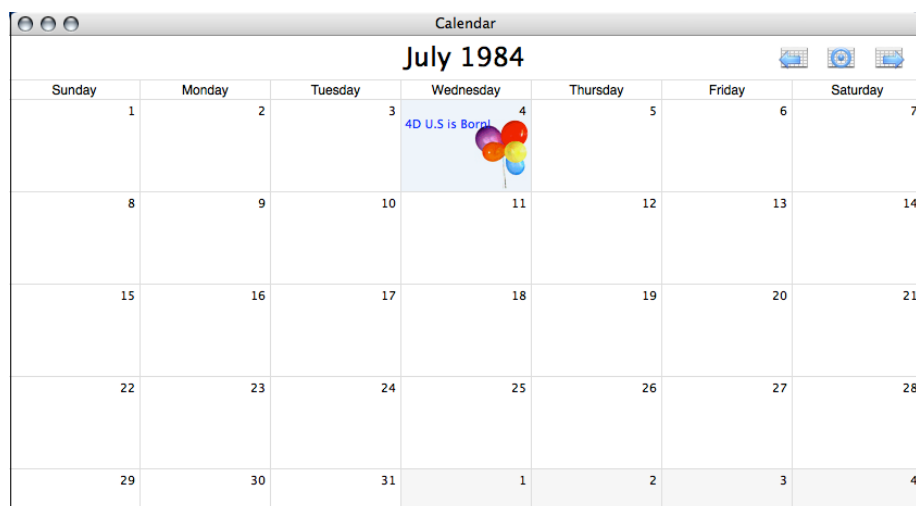 Calendar
July 1984
Sunday Monday Tuesday Wednesday Thursday Friday Saturday
1 2 3 4 5 6 7
4D U.S is Born!
8 9 10 11 12 13 14
15 16 17 18 19 20 21
22 23 24 25 26 27 28
29 30 31 1 2 3 4